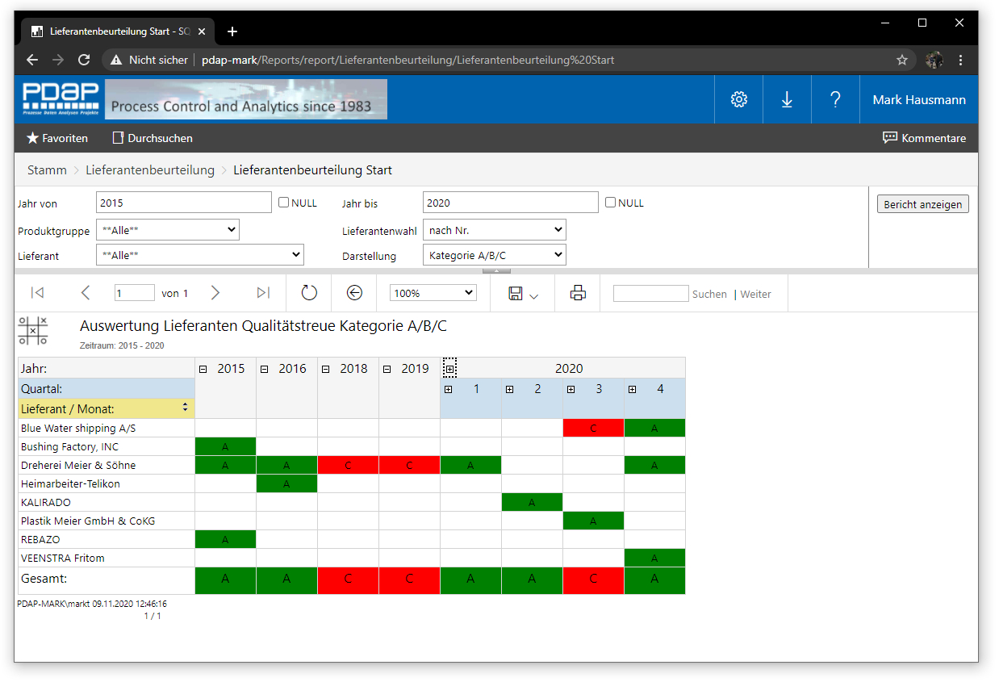 Lieferantenbeurteilung Start - SQ
Nicht sicher | pdap-mark/Reports/report/Lieferantenbeurteilung/Lieferantenbeurteilung%20Start
PDAP
Prozesse Daten Analysen Projekte
Process Control and Analytics since 1983
? Mark Hausmann
Favoriten Durchsuchen Kommentare
Stamm > Lieferantenbeurteilung > Lieferantenbeurteilung Start
Jahr von 2015 NULL Jahr bis 2020 NULL Bericht anzeigen
Produktgruppe **Alle** Lieferantenwahl nach Nr.
Lieferant **Alle** Darstellung Kategorie A/B/C
1 von 1 100% Suchen | Weiter
Auswertung Lieferanten Qualitätstreue Kategorie A/B/C
Zeitraum: 2015 - 2020
Jahr: 2015 2016 2018 2019 2020
Quartal: 1 2 3 4
Lieferant / Monat:
Blue Water shipping A/S C A
Bushing Factory, INC A
Dreherei Meier & Söhne A A C C A A
Heimarbeiter-Telikon A
KALIRADO A
Plastik Meier GmbH & CoKG A
REBAZO A
VEENSTRA Fritom A
Gesamt: A A C C A A C A
PDAP-MARK\markt 09.11.2020 12:46:16
1 / 1